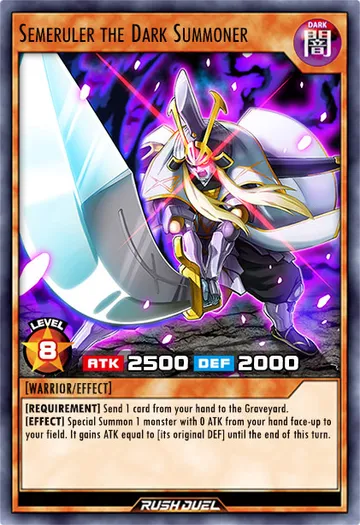 Semeruler the Dark Summoner
DARK
闇
LEVEL
8
ATK 2500 DEF 2000
[WARRIOR/EFFECT]
[REQUIREMENT] Send 1 card from your hand to the Graveyard.
[EFFECT] Special Summon 1 monster with 0 ATK from your hand face-up to
your field. It gains ATK equal to [its original DEF] until the end of this turn.
RUSH DUEL